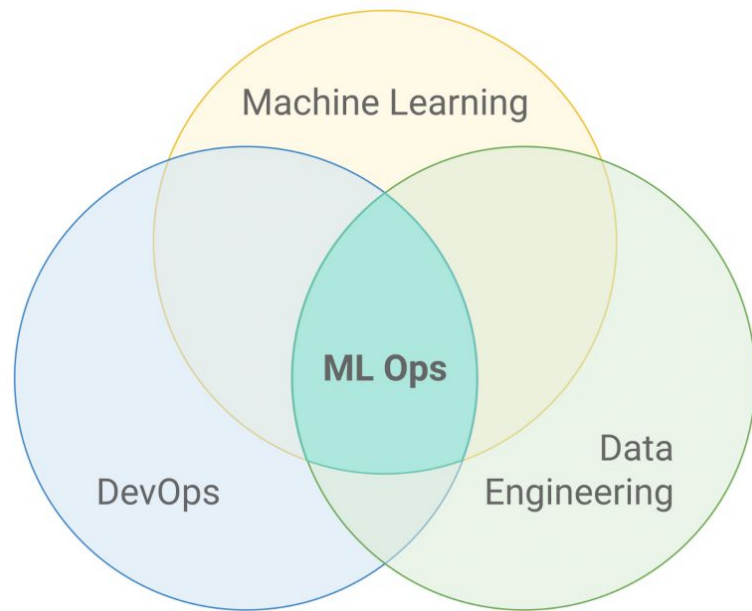 Machine Learning
ML Ops
DevOps
Data
Engineering